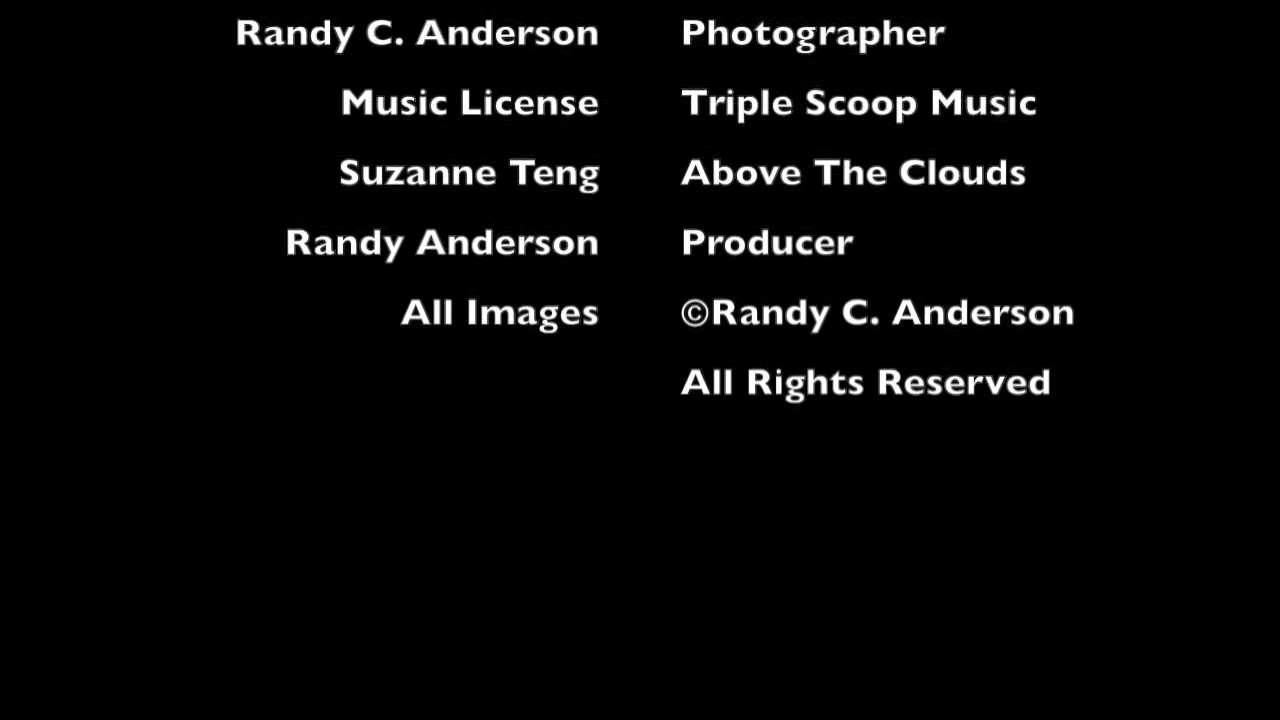 Randy C. Anderson Photographer
Music License Triple Scoop Music
Suzanne Teng Above The Clouds
Randy Anderson Producer
All Images ©Randy C. Anderson
All Rights Reserved